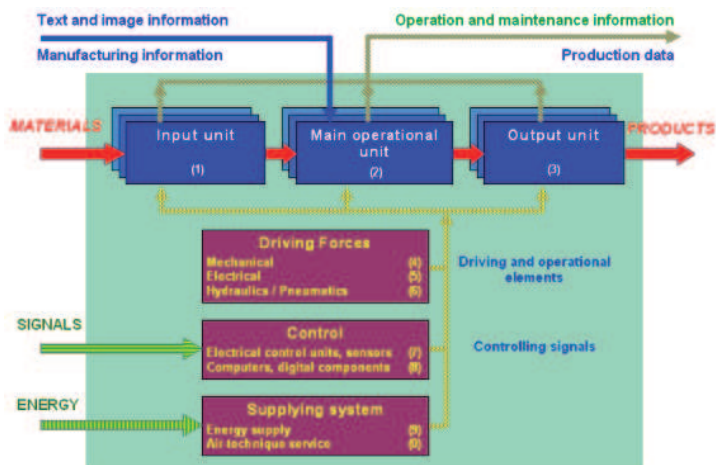 Text and image information
Operation and maintenance information
Manufacturing information
Production data
MATERIALS
Input unit
(1)
Main operational
unit
(2)
Output unit
(3)
PRODUCTS
Driving Forces
Mechanical (4)
Electrical (5)
Hydraulics / Pneumatics (6)
Driving and operational
elements
SIGNALS
Control
Electrical control units, sensors (7)
Computers, digital components (8)
Controlling signals
ENERGY
Supplying system
Energy supply (9)
Air technique service (0)